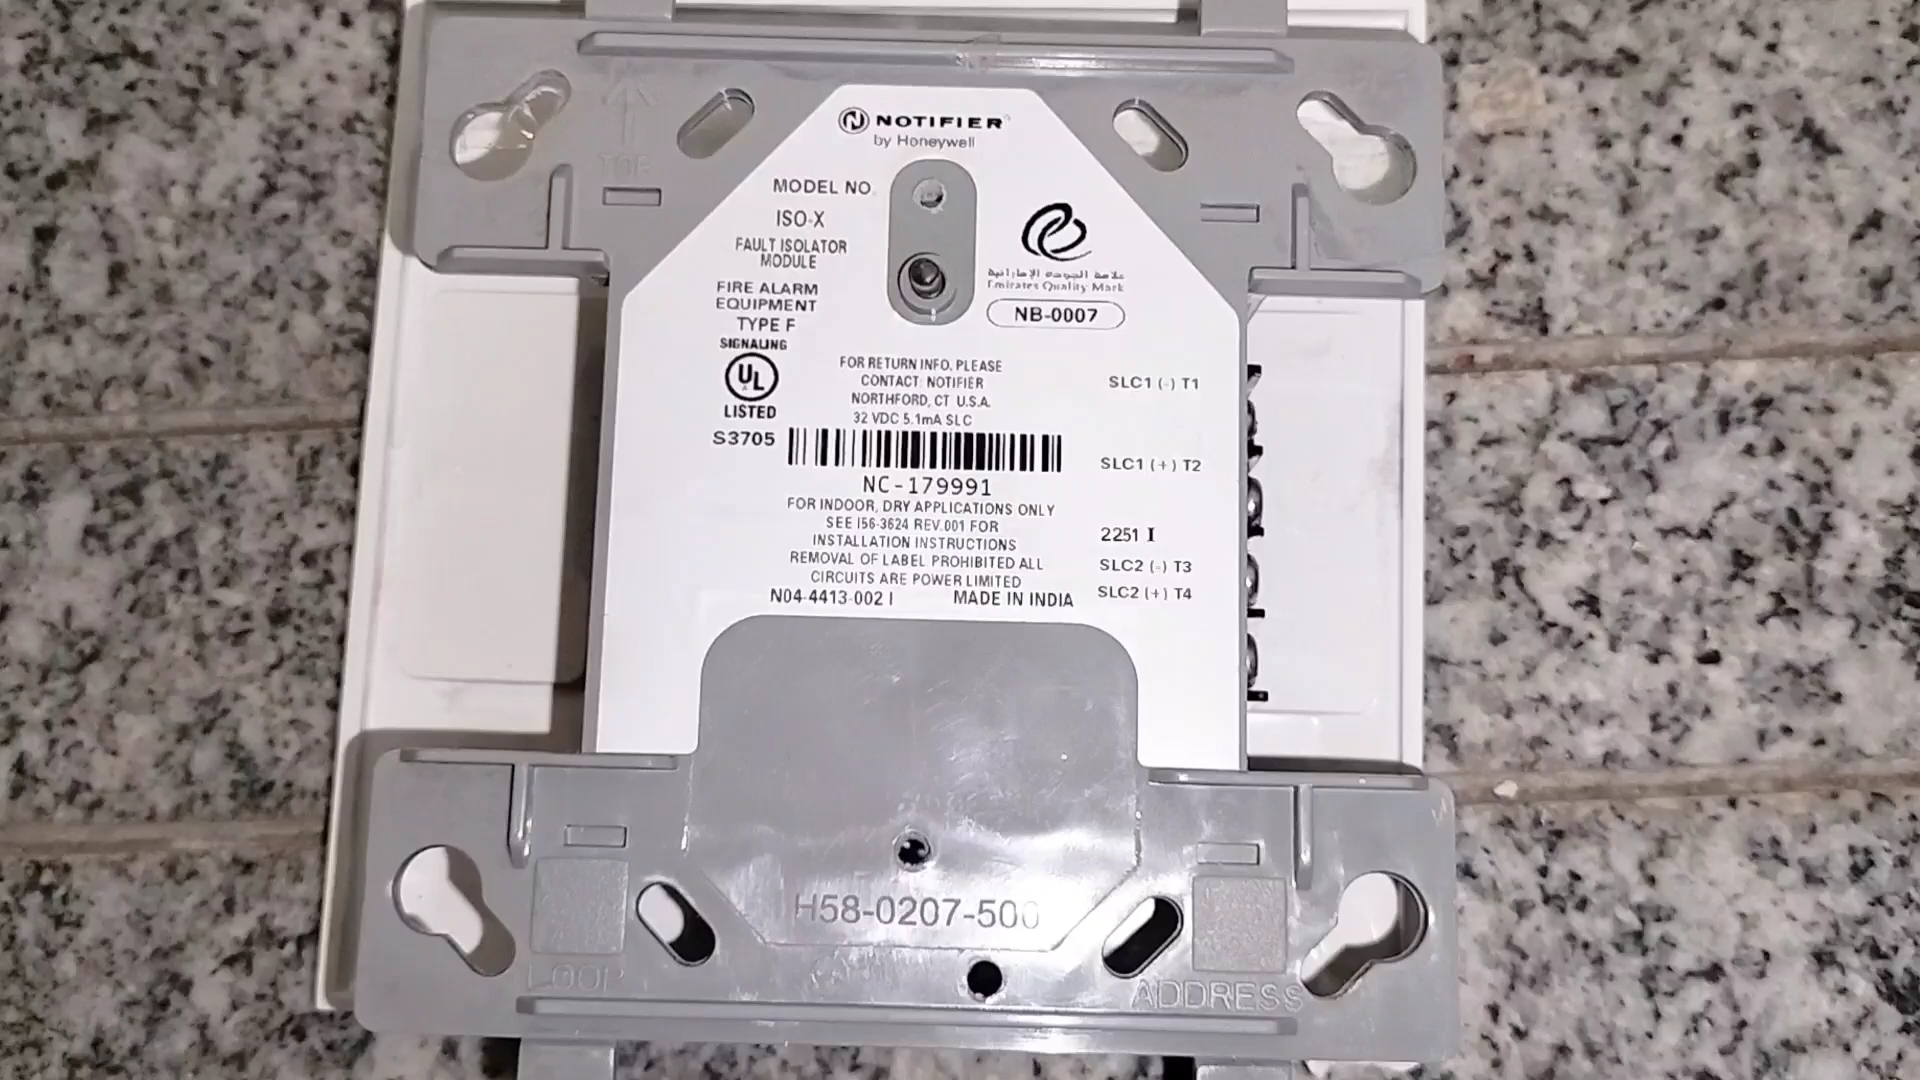 TOP
NOTIFIER
by Honeywell
MODEL NO.
ISO-X
FAULT ISOLATOR
MODULE
FIRE ALARM
EQUIPMENT
TYPE F
SIGNALING
UL
LISTED
S3705
علامة الجودة الإماراتية
Emirates Quality Mark
NB-0007
FOR RETURN INFO. PLEASE
CONTACT: NOTIFIER
NORTHFORD, CT U.S.A.
32 VDC 5.1mA SLC
NC-179991
FOR INDOOR, DRY APPLICATIONS ONLY
SEE I56-3624 REV.001 FOR
INSTALLATION INSTRUCTIONS
REMOVAL OF LABEL PROHIBITED ALL
CIRCUITS ARE POWER LIMITED
N04-4413-002 I MADE IN INDIA
SLC1 (-) T1
SLC1 (+) T2
2251 I
SLC2 (-) T3
SLC2 (+) T4
H58-0207-500
LOOP
ADDRESS